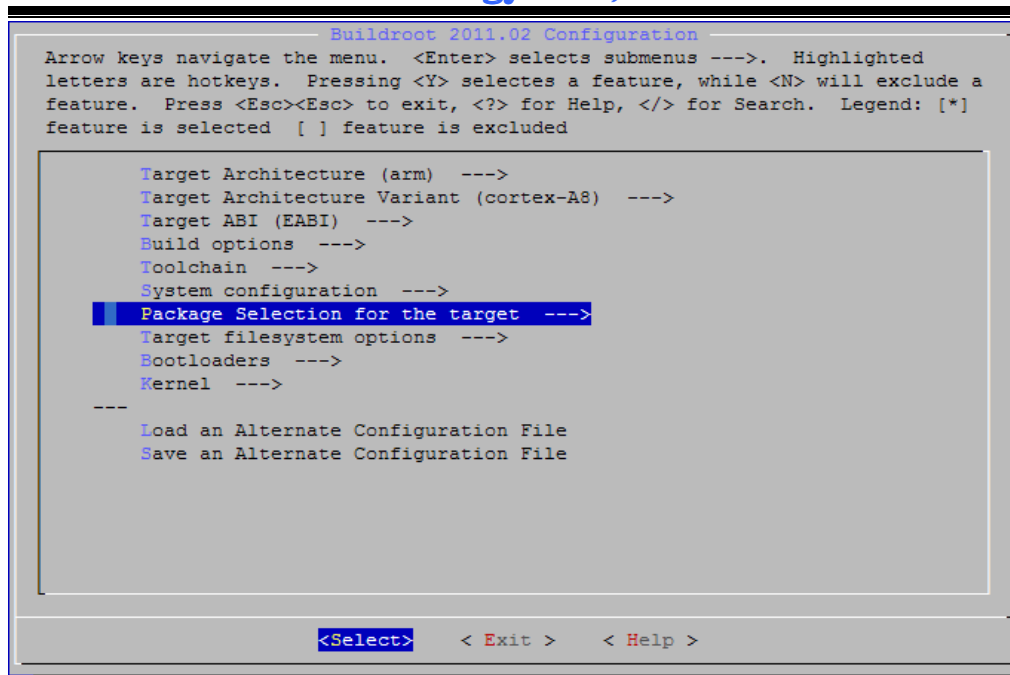 Buildroot 2011.02 Configuration
Arrow keys navigate the menu.  <Enter> selects submenus --->.  Highlighted
letters are hotkeys.  Pressing <Y> selectes a feature, while <N> will exclude a
feature.  Press <Esc><Esc> to exit, <?> for Help, </> for Search.  Legend: [*]
feature is selected  [ ] feature is excluded
Target Architecture (arm)  --->
Target Architecture Variant (cortex-A8)  --->
Target ABI (EABI)  --->
Build options  --->
Toolchain  --->
System configuration  --->
Package Selection for the target  --->
Target filesystem options  --->
Bootloaders  --->
Kernel  --->
---
Load an Alternate Configuration File
Save an Alternate Configuration File
<Select>    < Exit >    < Help >